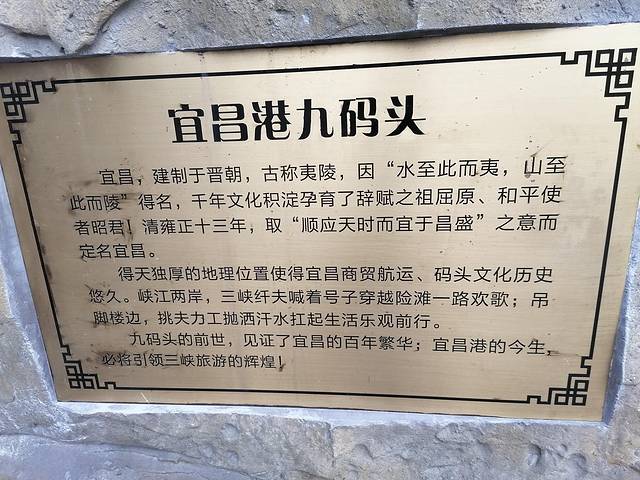 宜昌港九码头
宜昌，建制于晋朝，古称夷陵，因“水至此而夷，山至
此而陵”得名，千年文化积淀孕育了辞赋之祖屈原、和平使
者昭君！清雍正十三年，取“顺应天时而宜于昌盛”之意而
定名宜昌。
得天独厚的地理位置使得宜昌商贸航运、码头文化历史
悠久。峡江两岸，三峡纤夫喊着号子穿越险滩一路欢歌；吊
脚楼边，挑夫力工抛洒汗水扛起生活乐观前行。
九码头的前世，见证了宜昌的百年繁华；宜昌港的今生，
必将引领三峡旅游的辉煌！